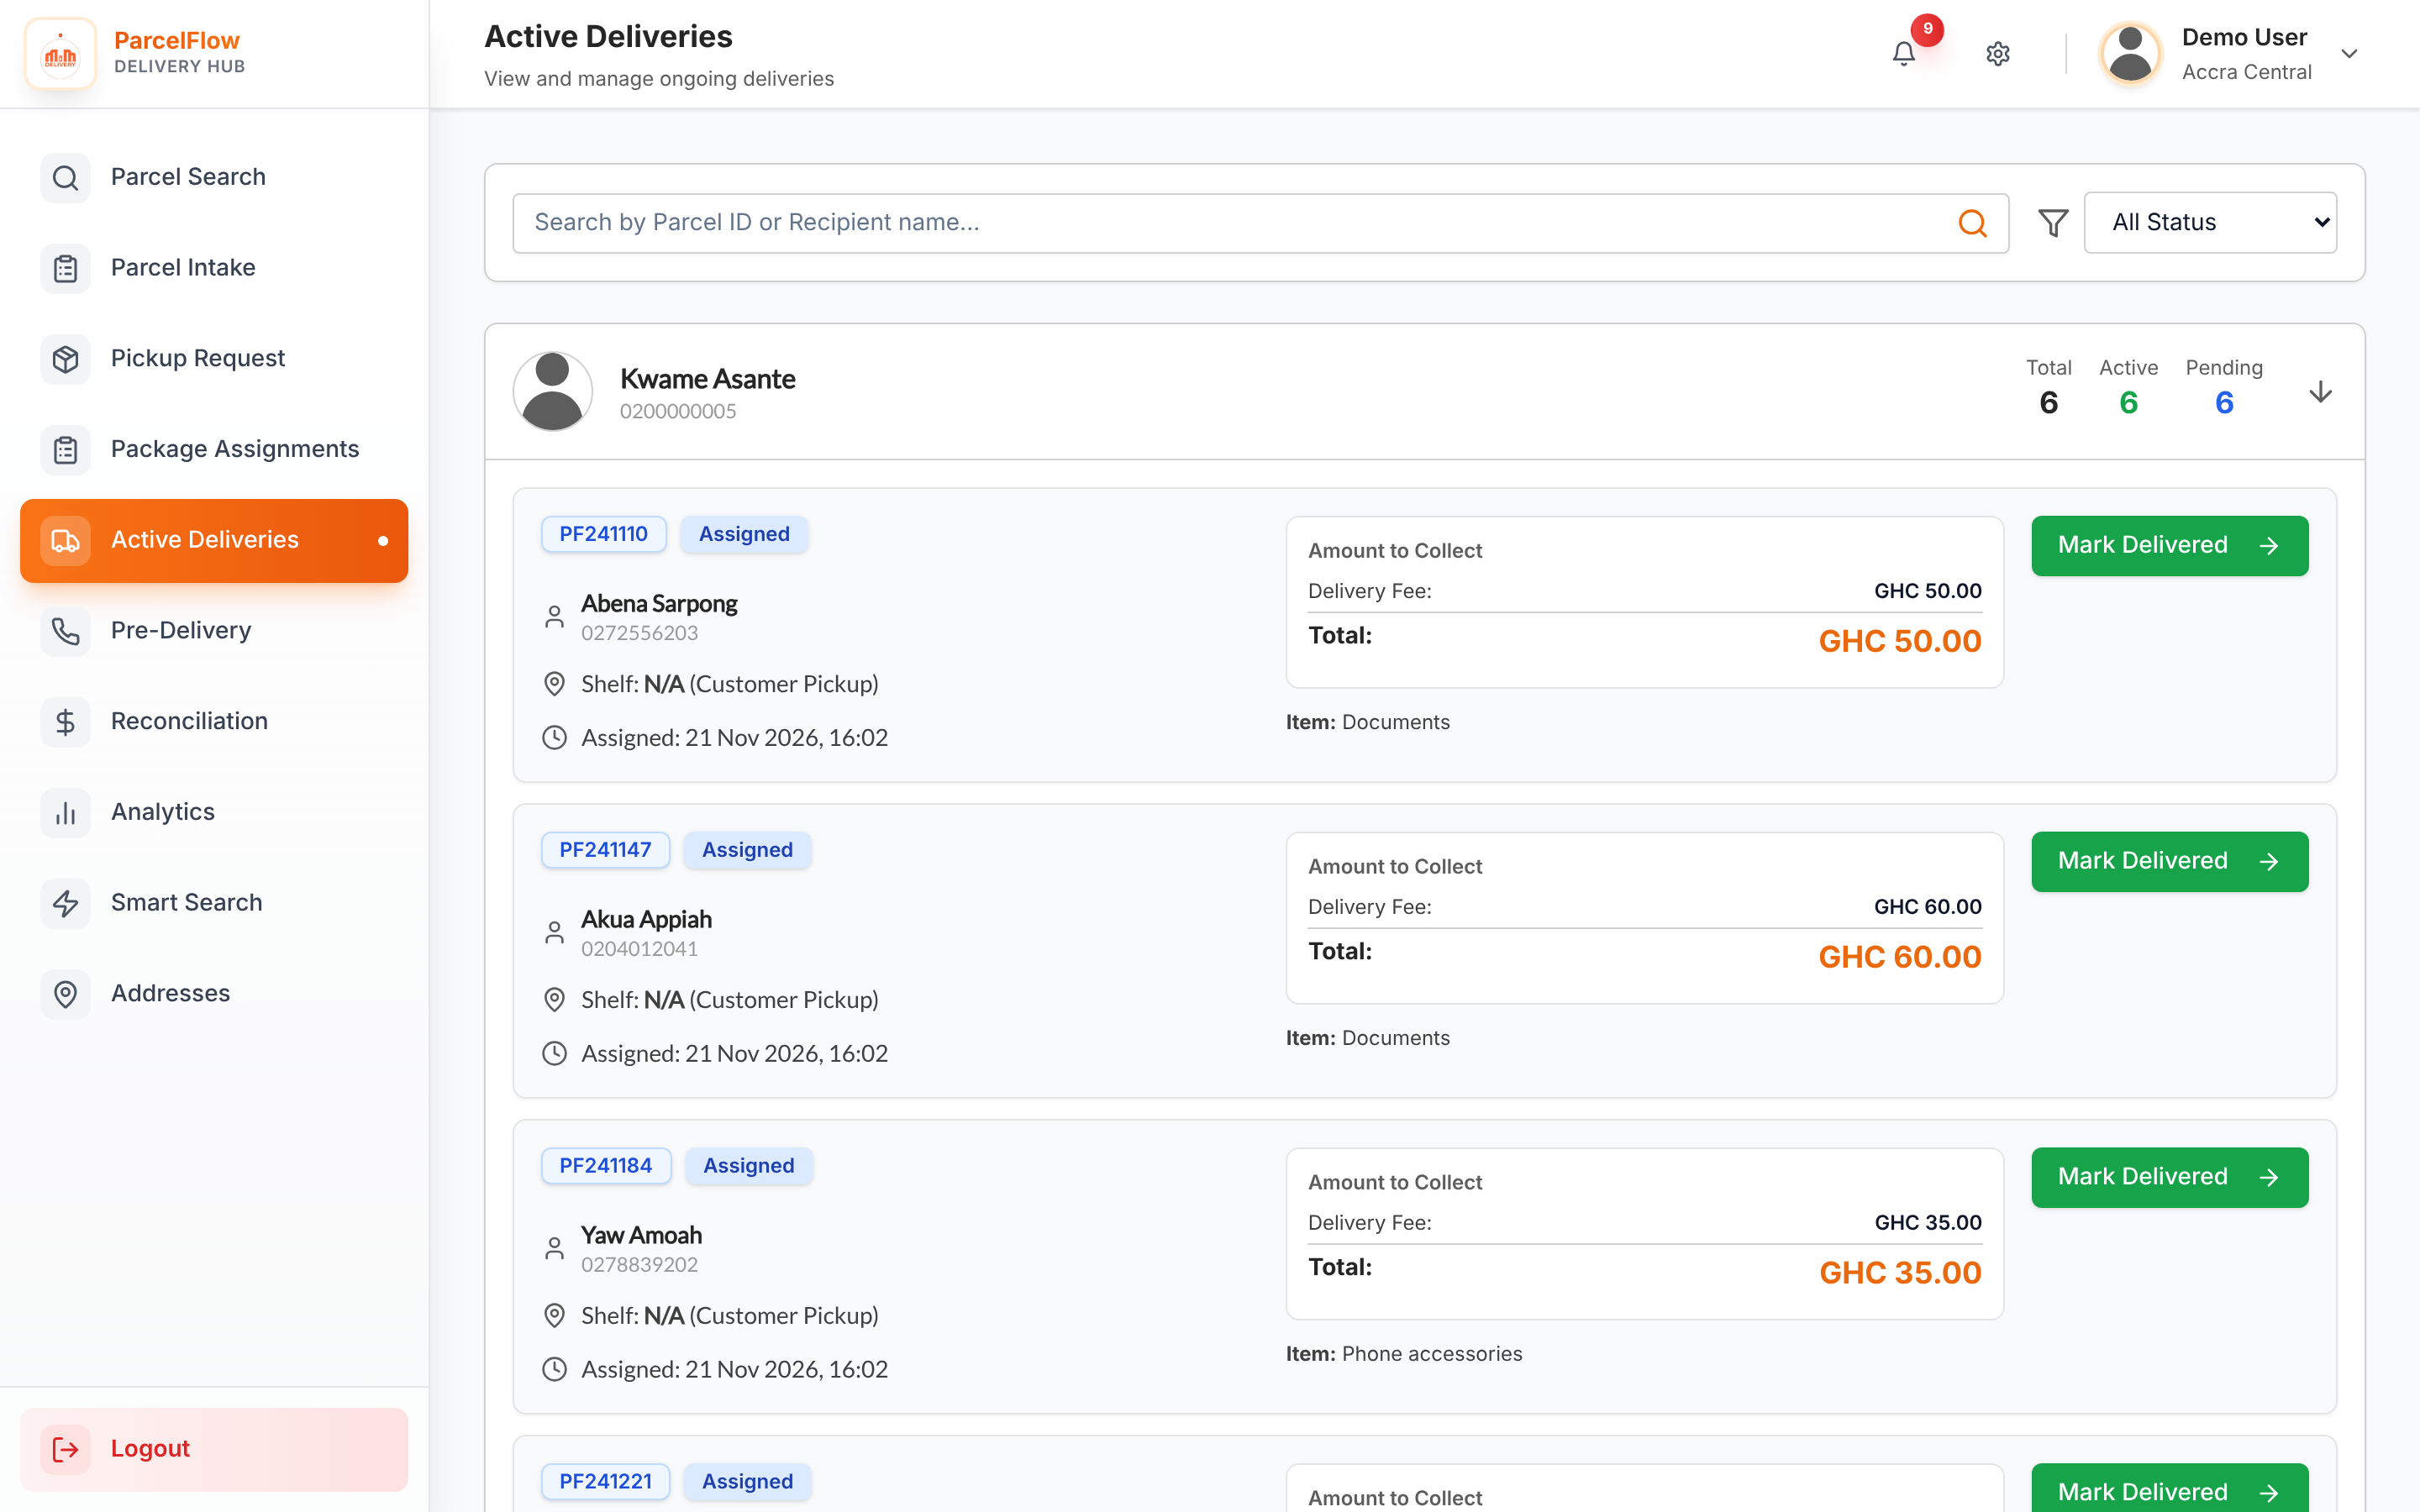 ParcelFlow
DELIVERY HUB
Parcel Search
Parcel Intake
Pickup Request
Package Assignments
Active Deliveries
Pre-Delivery
Reconciliation
Analytics
Smart Search
Addresses
Logout
Active Deliveries
View and manage ongoing deliveries
9
Demo User
Accra Central
Search by Parcel ID or Recipient name...
All Status
Kwame Asante
0200000005
Total Active Pending
6 6 6
PF241110 Assigned
Abena Sarpong
0272556203
Shelf: N/A (Customer Pickup)
Assigned: 21 Nov 2026, 16:02
Amount to Collect
Delivery Fee: GHC 50.00
Total: GHC 50.00
Item: Documents
Mark Delivered
PF241147 Assigned
Akua Appiah
0204012041
Shelf: N/A (Customer Pickup)
Assigned: 21 Nov 2026, 16:02
Amount to Collect
Delivery Fee: GHC 60.00
Total: GHC 60.00
Item: Documents
Mark Delivered
PF241184 Assigned
Yaw Amoah
0278839202
Shelf: N/A (Customer Pickup)
Assigned: 21 Nov 2026, 16:02
Amount to Collect
Delivery Fee: GHC 35.00
Total: GHC 35.00
Item: Phone accessories
Mark Delivered
PF241221 Assigned
Amount to Collect
Mark Delivered